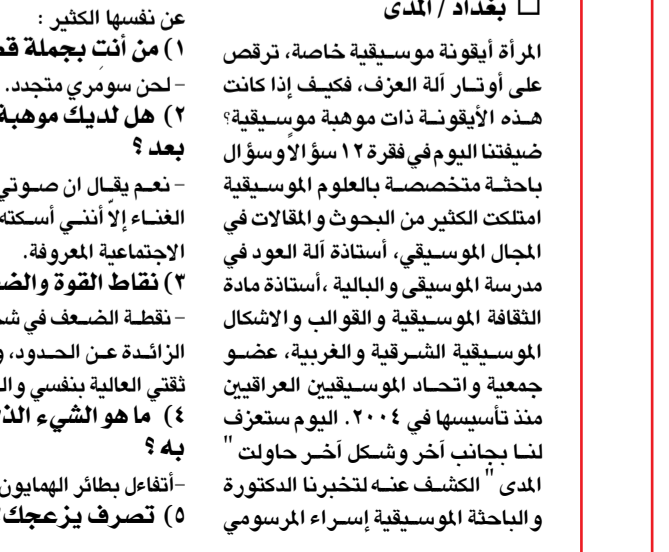 بغداد / المدى
المرأة أيقونة موسيقية خاصة، ترقص
على أوتار آلة العزف، فكيف إذا كانت
هذه الأيقونة ذات موهبة موسيقية؟
ضيفتنا اليوم في فقرة ١٢ سؤالاً وسؤال
باحثة متخصصة بالعلوم الموسيقية
امتلكت الكثير من البحوث والمقالات في
المجال الموسيقي، أستاذة آلة العود في
مدرسة الموسيقى والبالية ،أستاذة مادة
الثقافة الموسيقية والقوالب والاشكال
الموسيقية الشرقية والغربية، عضو
جمعية واتحاد الموسيقيين العراقيين
منذ تأسيسها في ٢٠٠٤. اليوم ستعزف
لنا بجانب آخر وشكل آخر حاولت "
المدى " الكشف عنه لتخبرنا الدكتورة
والباحثة الموسيقية إسراء المرسومي
عن نفسها الكثير :
١) من أنتِ بجملة
- لحن سومري متجدد.
٢) هل لديك موهبة
بعد ؟
- نعم يقال ان صوتي
الغناء إلاّ أنني أسكته
الاجتماعية المعروفة.
٣) نقاط القوة
- نقطة الضعف في
الزائدة عن الحدود،
ثقتي العالية بنفسي
٤) ما هو الشيء
به ؟
-أتفاءل بطائر الهمايون
٥) تصرف يزعجك